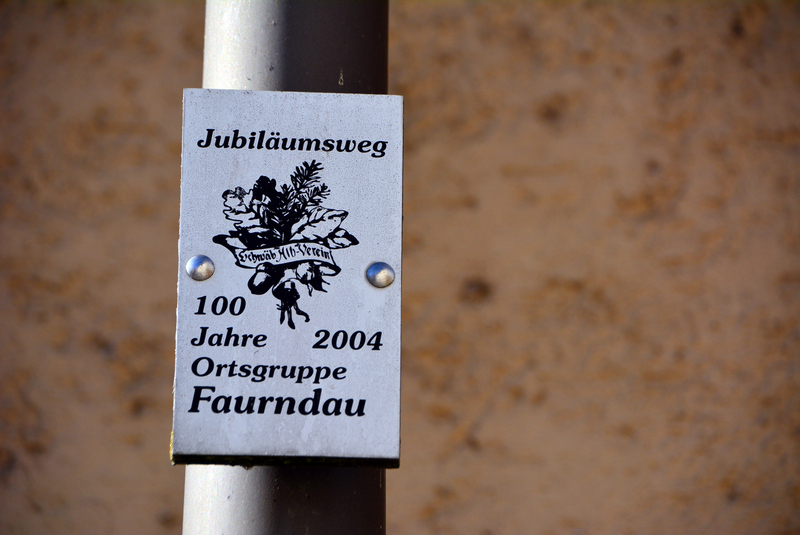 Jubiläumsweg
Schwäb Alb-Verein
100
Jahre 2004
Ortsgruppe
Faurndau